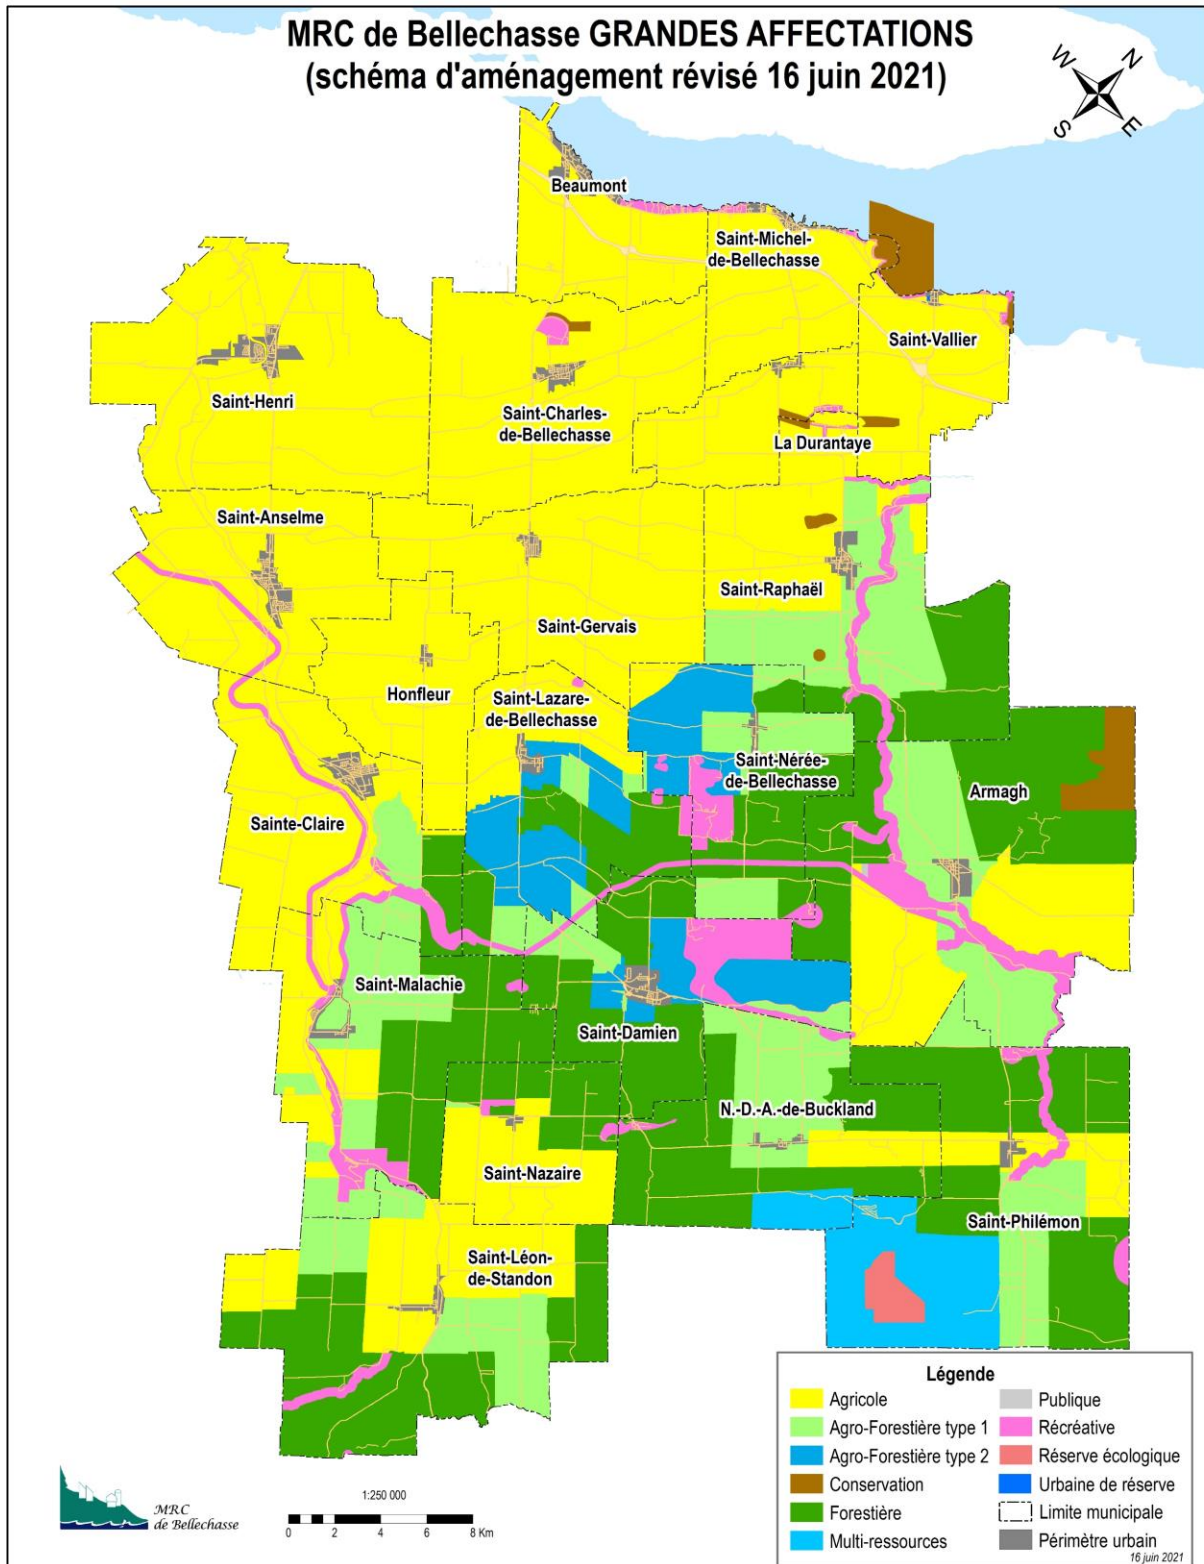 MRC de Bellechasse GRANDES AFFECTATIONS
(schéma d'aménagement révisé 16 juin 2021)
N
W
E
S
Beaumont
Saint-Michel-
de-Bellechasse
Saint-Vallier
Saint-Henri
Saint-Charles-
de-Bellechasse
La Durantaye
Saint-Anselme
Saint-Raphaël
Saint-Gervais
Honfleur
Saint-Lazare-
de-Bellechasse
Saint-Nérée-
de-Bellechasse
Armagh
Sainte-Claire
Saint-Malachie
Saint-Damien
N.-D.-A.-de-Buckland
Saint-Nazaire
Saint-Philémon
Saint-Léon-
de-Standon
Légende
Agricole
Agro-Forestière type 1
Agro-Forestière type 2
Conservation
Forestière
Multi-ressources
Publique
Récréative
Réserve écologique
Urbaine de réserve
Limite municipale
Périmètre urbain
16 juin 2021
MRC
de Bellechasse
1:250 000
0 2 4 6 8 Km